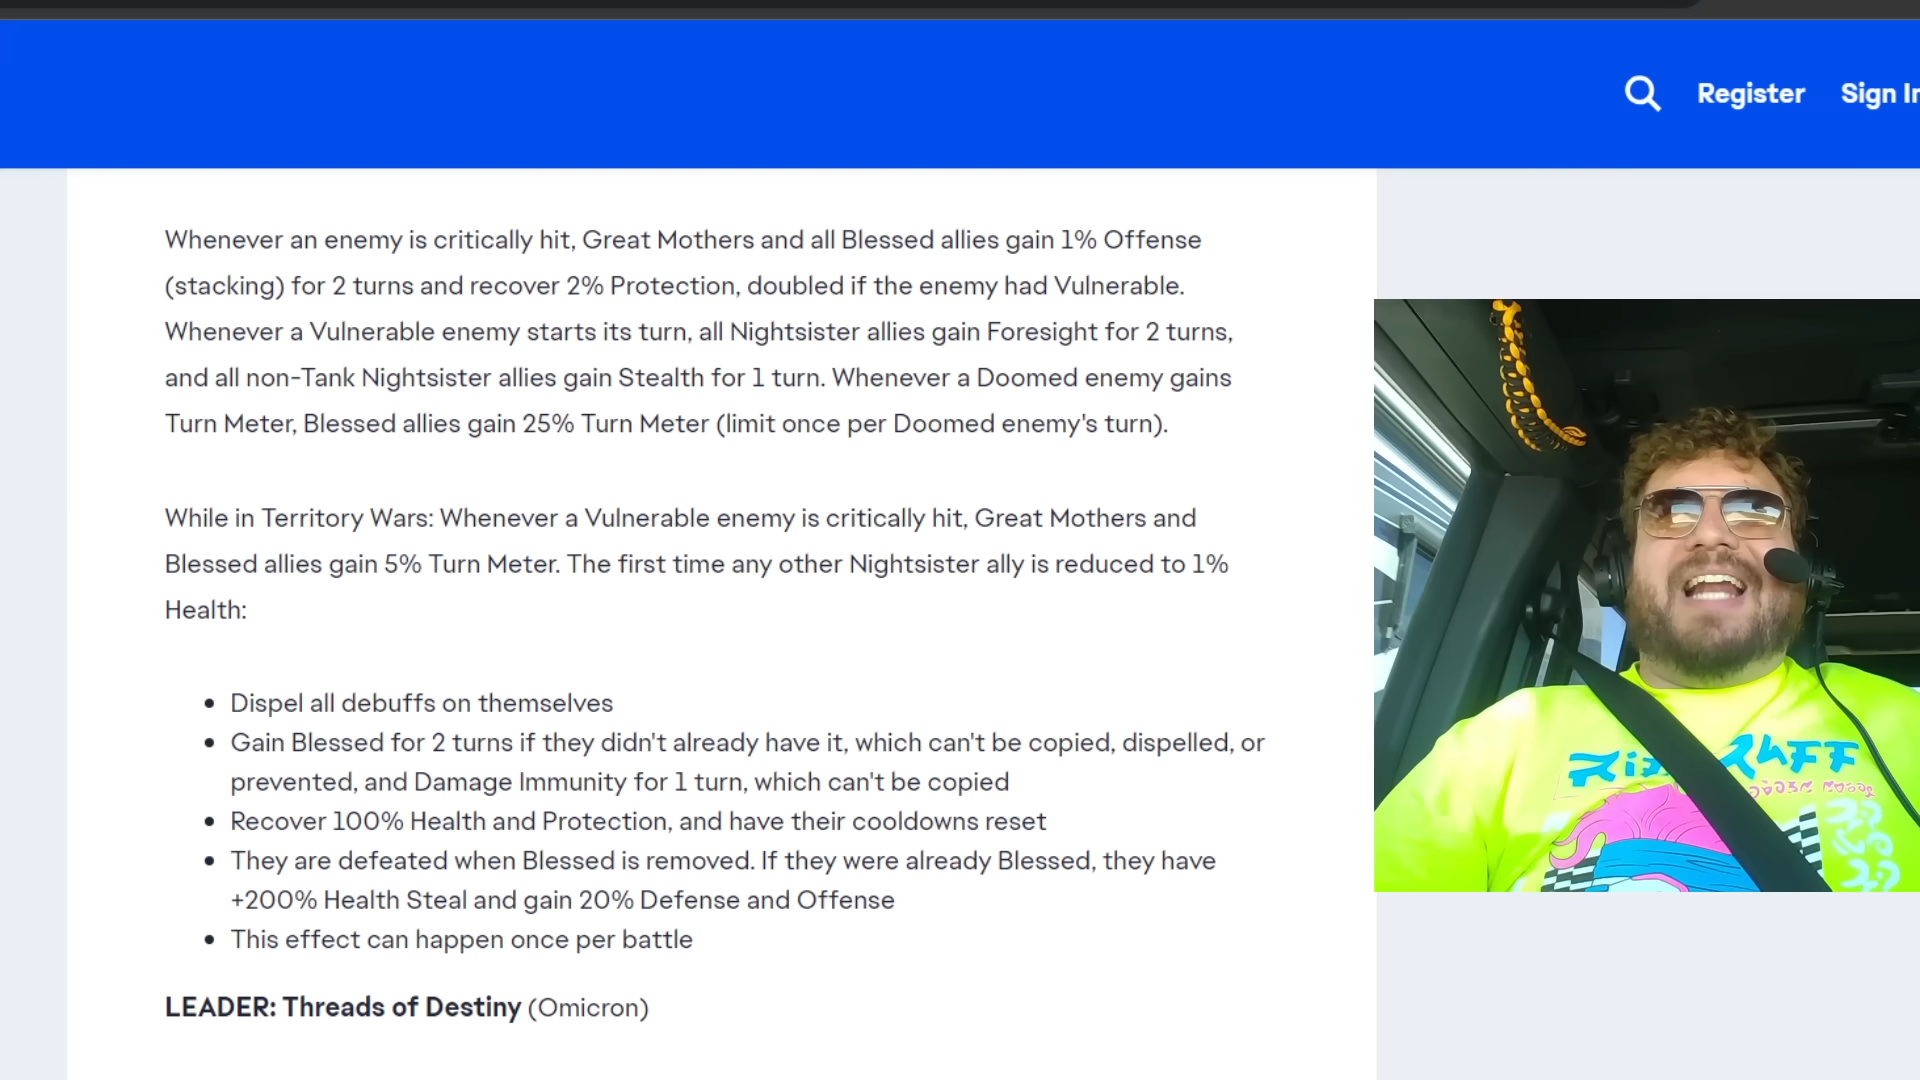 Register Sign In
Whenever an enemy is critically hit, Great Mothers and all Blessed allies gain 1% Offense
(stacking) for 2 turns and recover 2% Protection, doubled if the enemy had Vulnerable.
Whenever a Vulnerable enemy starts its turn, all Nightsister allies gain Foresight for 2 turns,
and all non-Tank Nightsister allies gain Stealth for 1 turn. Whenever a Doomed enemy gains
Turn Meter, Blessed allies gain 25% Turn Meter (limit once per Doomed enemy's turn).
While in Territory Wars: Whenever a Vulnerable enemy is critically hit, Great Mothers and
Blessed allies gain 5% Turn Meter. The first time any other Nightsister ally is reduced to 1%
Health:
• Dispel all debuffs on themselves
• Gain Blessed for 2 turns if they didn't already have it, which can't be copied, dispelled, or
prevented, and Damage Immunity for 1 turn, which can't be copied
• Recover 100% Health and Protection, and have their cooldowns reset
• They are defeated when Blessed is removed. If they were already Blessed, they have
+200% Health Steal and gain 20% Defense and Offense
• This effect can happen once per battle
LEADER: Threads of Destiny (Omicron)